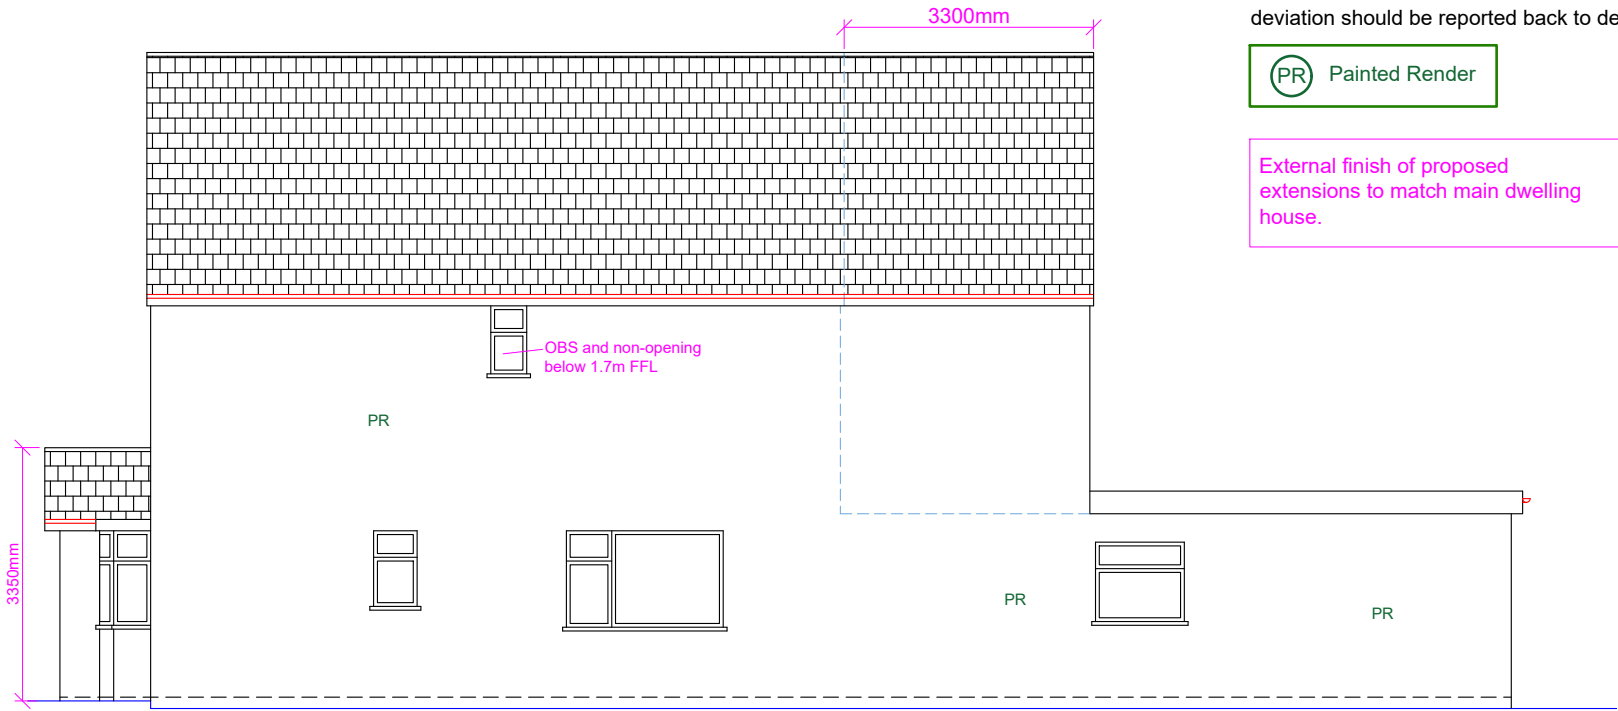 3300mm
deviation should be reported back to de
PR Painted Render
External finish of proposed
extensions to match main dwelling
house.
OBS and non-opening
below 1.7m FFL
PR
3350mm
PR
PR